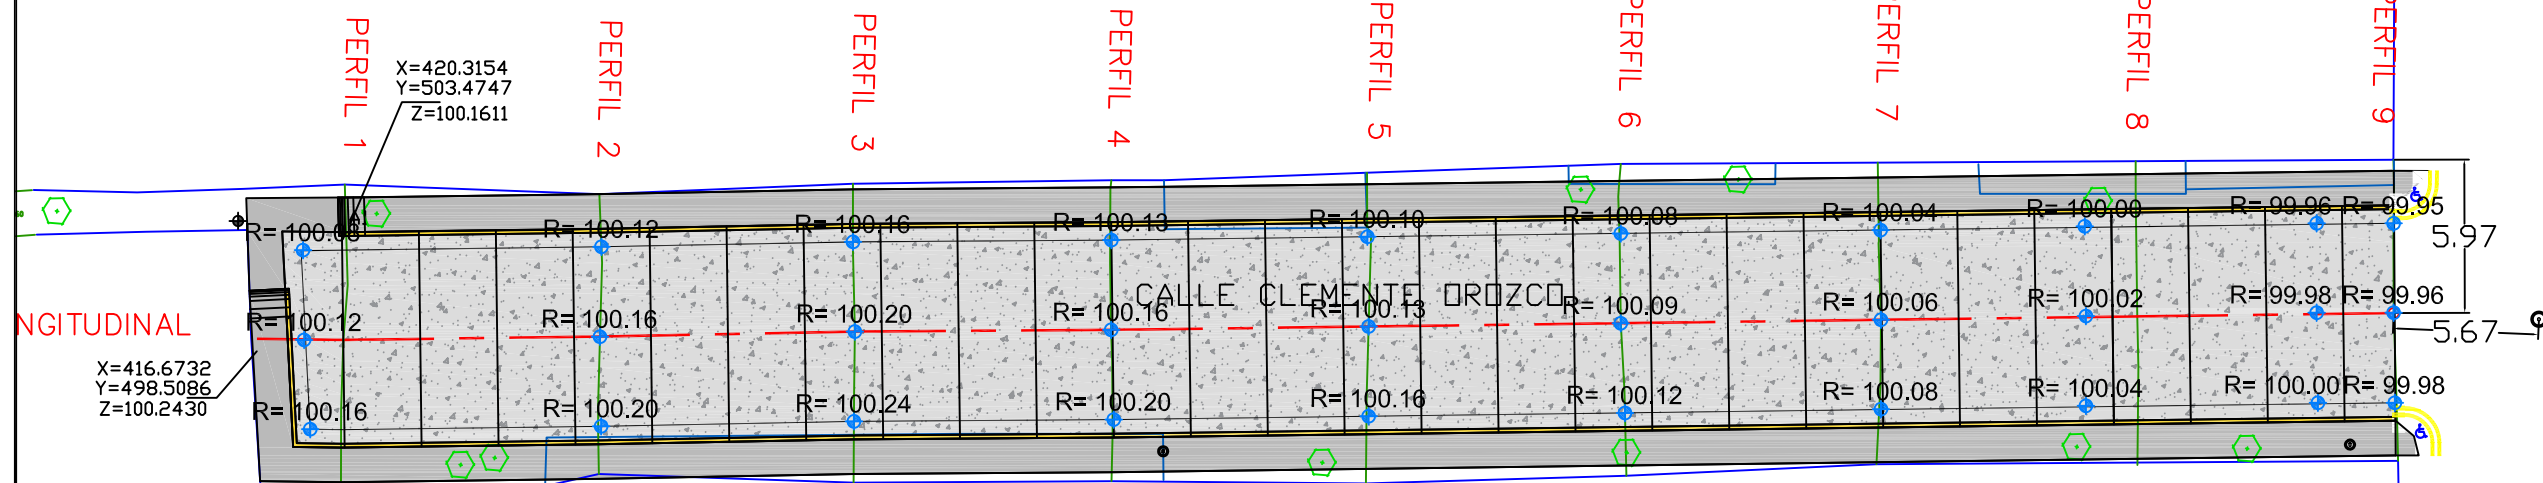 PERFIL 1
PERFIL 2
PERFIL 3
PERFIL 4
PERFIL 5
PERFIL 6
PERFIL 7
PERFIL 8
PERFIL 9
X=420.3154
Y=503.4747
Z=100.1611
R= 100.08
R= 100.12
R= 100.16
R= 100.13
R= 100.10
R= 100.08
R= 100.04
R= 100.00
R= 99.96
R= 99.95
5.97
CALLE CLEMENTE OROZCO
NGITUDINAL
R= 100.12
R= 100.16
R= 100.20
R= 100.16
R= 100.13
R= 100.09
R= 100.06
R= 100.02
R= 99.98
R= 99.96
5.67
X=416.6732
Y=498.5086
Z=100.2430
R= 100.16
R= 100.20
R= 100.24
R= 100.20
R= 100.16
R= 100.12
R= 100.08
R= 100.04
R= 100.00
R= 99.98